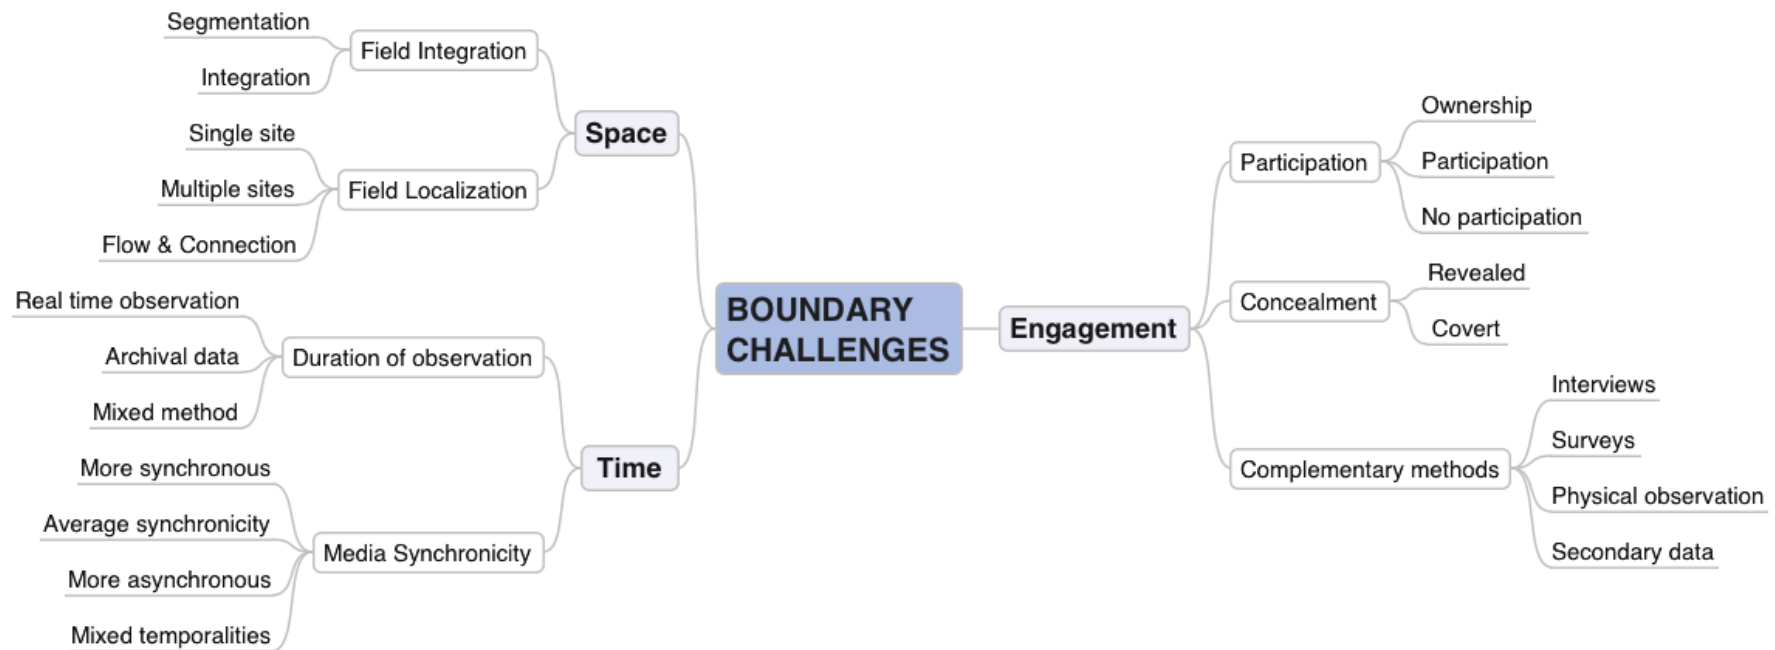 Segmentation
Integration
Field Integration
Space
Single site
Multiple sites
Flow & Connection
Field Localization
Real time observation
Archival data
Mixed method
Duration of observation
Time
More synchronous
Average synchronicity
More asynchronous
Mixed temporalities
Media Synchronicity
BOUNDARY
CHALLENGES
Engagement
Participation
Ownership
Participation
No participation
Concealment
Revealed
Covert
Complementary methods
Interviews
Surveys
Physical observation
Secondary data